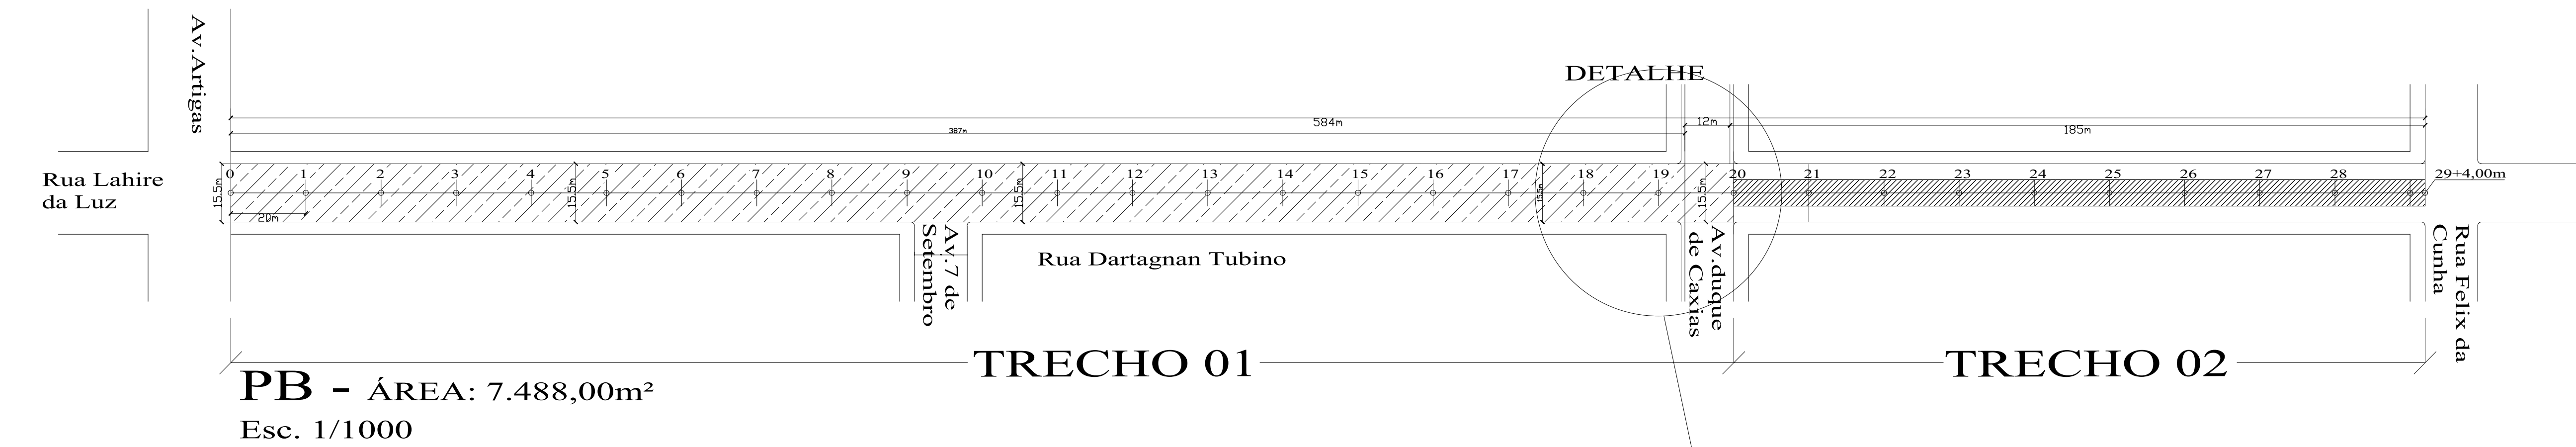 Av.Artigas
DETALHE
584m
12m
387m
185m
Rua Lahire
da Luz
0 1 2 3 4 5 6 7 8 9 10 11 12 13 14 15 16 17 18 19 20 21 22 23 24 25 26 27 28 29+4,00m
15.5m
15.5m
15.5m
15.5m
15.5m
20m
Av.7 de
Setembro
Rua Dartagnan Tubino
Av.duque
de Caxias
Rua Felix da
Cunha
TRECHO 01
TRECHO 02
PB - ÁREA: 7.488,00m²
Esc. 1/1000